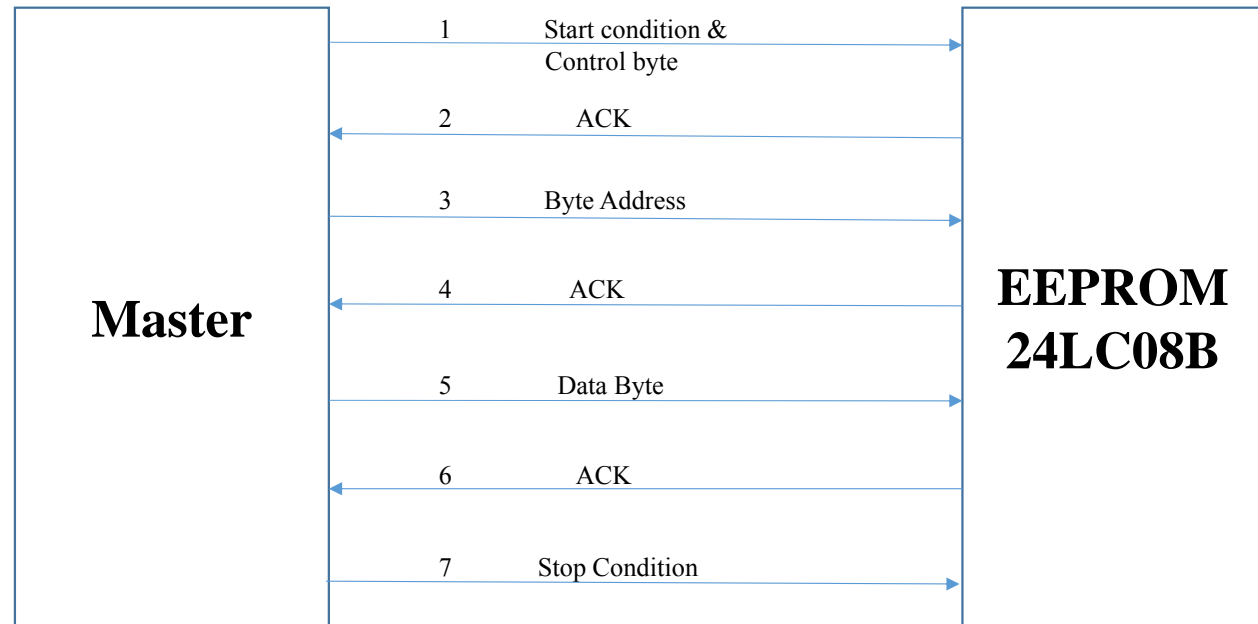 1 Start condition &
Control byte
2 ACK
3 Byte Address
4 ACK
Master
EEPROM
24LC08B
5 Data Byte
6 ACK
7 Stop Condition